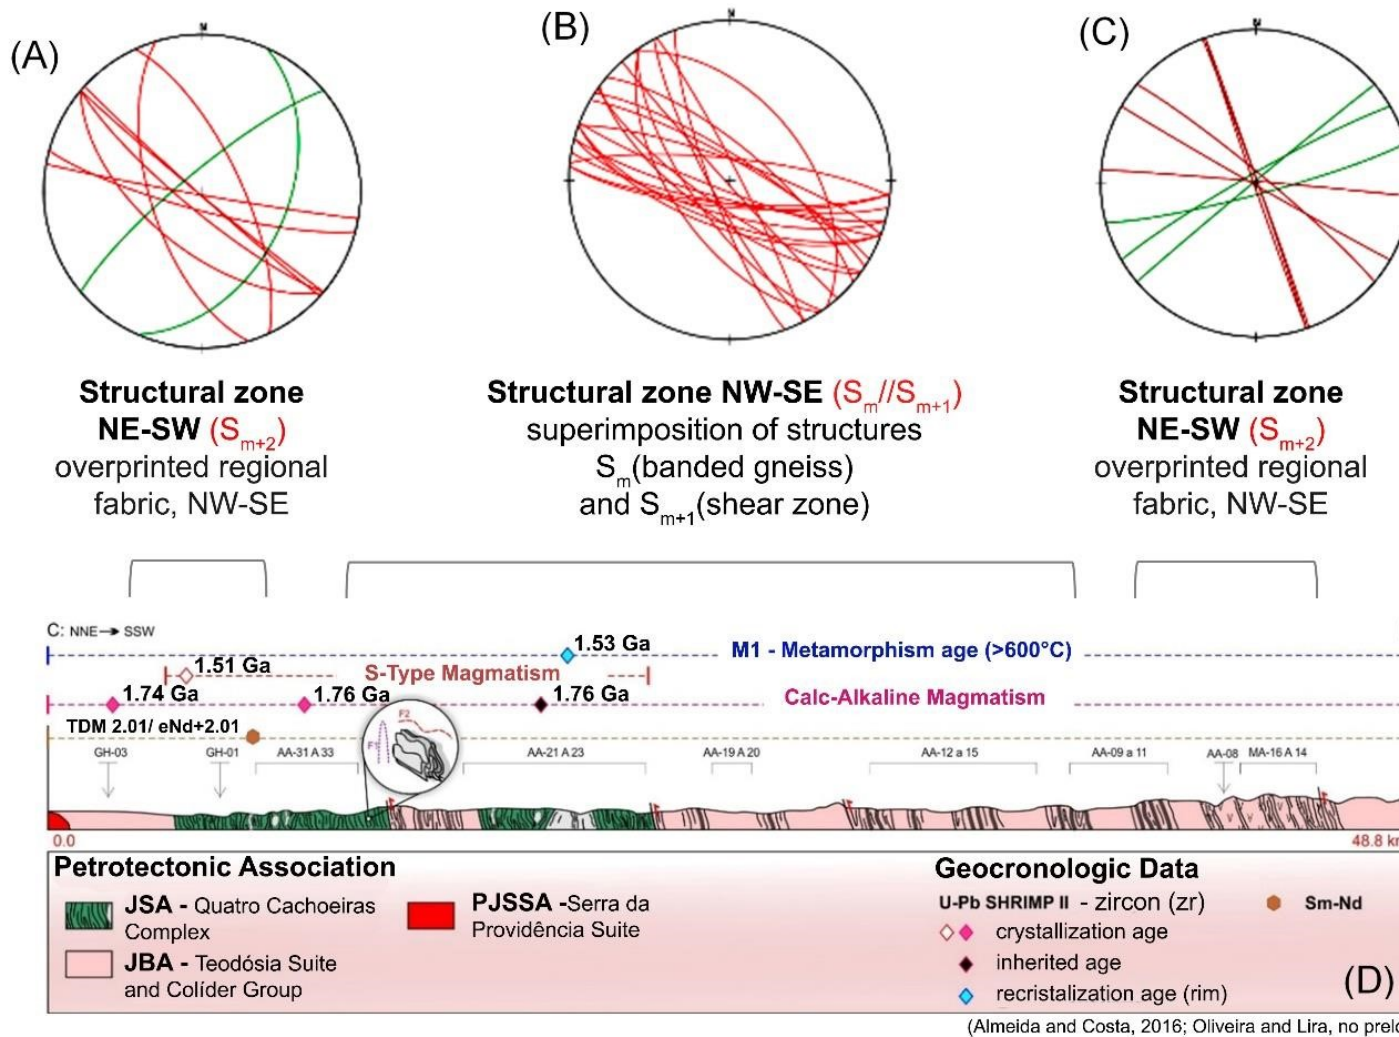 (A)
N
(B)
N
(C)
N
Structural zone
NE-SW (Sm+2)
overprinted regional
fabric, NW-SE
Structural zone NW-SE (Sm//Sm+1)
superimposition of structures
Sm(banded gneiss)
and Sm+1(shear zone)
Structural zone
NE-SW (Sm+2)
overprinted regional
fabric, NW-SE
C: NNE→ SSW
1.53 Ga
M1 - Metamorphism age (>600°C)
1.51 Ga
S-Type Magmatism
1.74 Ga
1.76 Ga
1.76 Ga
Calc-Alkaline Magmatism
TDM 2.01/ eNd+2.01
F2
F1
GH-03
GH-01
AA-31 A 33
AA-21 A 23
AA-19 A 20
AA-12 a 15
AA-09 a 11
AA-08
MA-16 A 14
0.0
48.8 km
Petrotectonic Association
JSA - Quatro Cachoeiras
Complex
JBA - Teodósia Suite
and Colíder Group
PJSSA -Serra da
Providência Suite
Geocronologic Data
U-Pb SHRIMP II - zircon (zr)
Sm-Nd
crystallization age
inherited age
recristalization age (rim)
(D)
(Almeida and Costa, 2016; Oliveira and Lira, no prelo